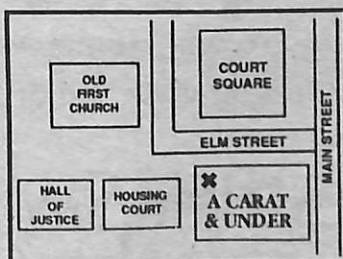 OLD
FIRST
CHURCH
COURT
SQUARE
ELM STREET
MAIN STREET
HALL
OF
JUSTICE
HOUSING
COURT
A CARAT
& UNDER